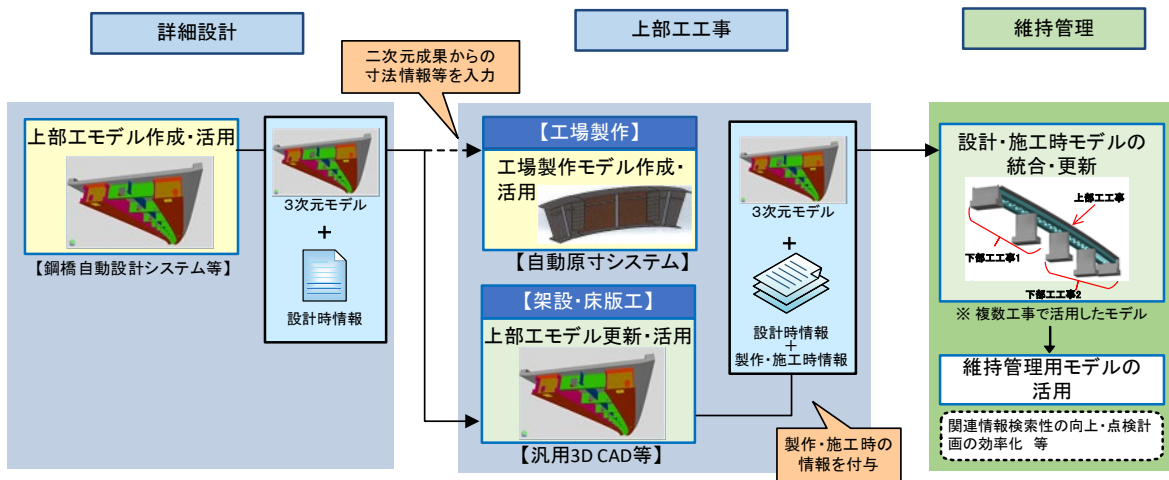 詳細設計
上部工工事
維持管理
二次元成果からの
寸法情報等を入力
上部工モデル作成・活用
【鋼橋自動設計システム等】
3次元モデル
+
設計時情報
【工場製作】
工場製作モデル作成・
活用
【自動原寸システム】
【架設・床版工】
上部工モデル更新・活用
【汎用3D CAD等】
3次元モデル
+
設計時情報
+
製作・施工時情報
製作・施工時の
情報を付与
設計・施工時モデルの
統合・更新
上部工工事
下部工工事1
下部工工事2
※ 複数工事で活用したモデル
維持管理用モデルの
活用
関連情報検索性の向上・点検計
画の効率化 等